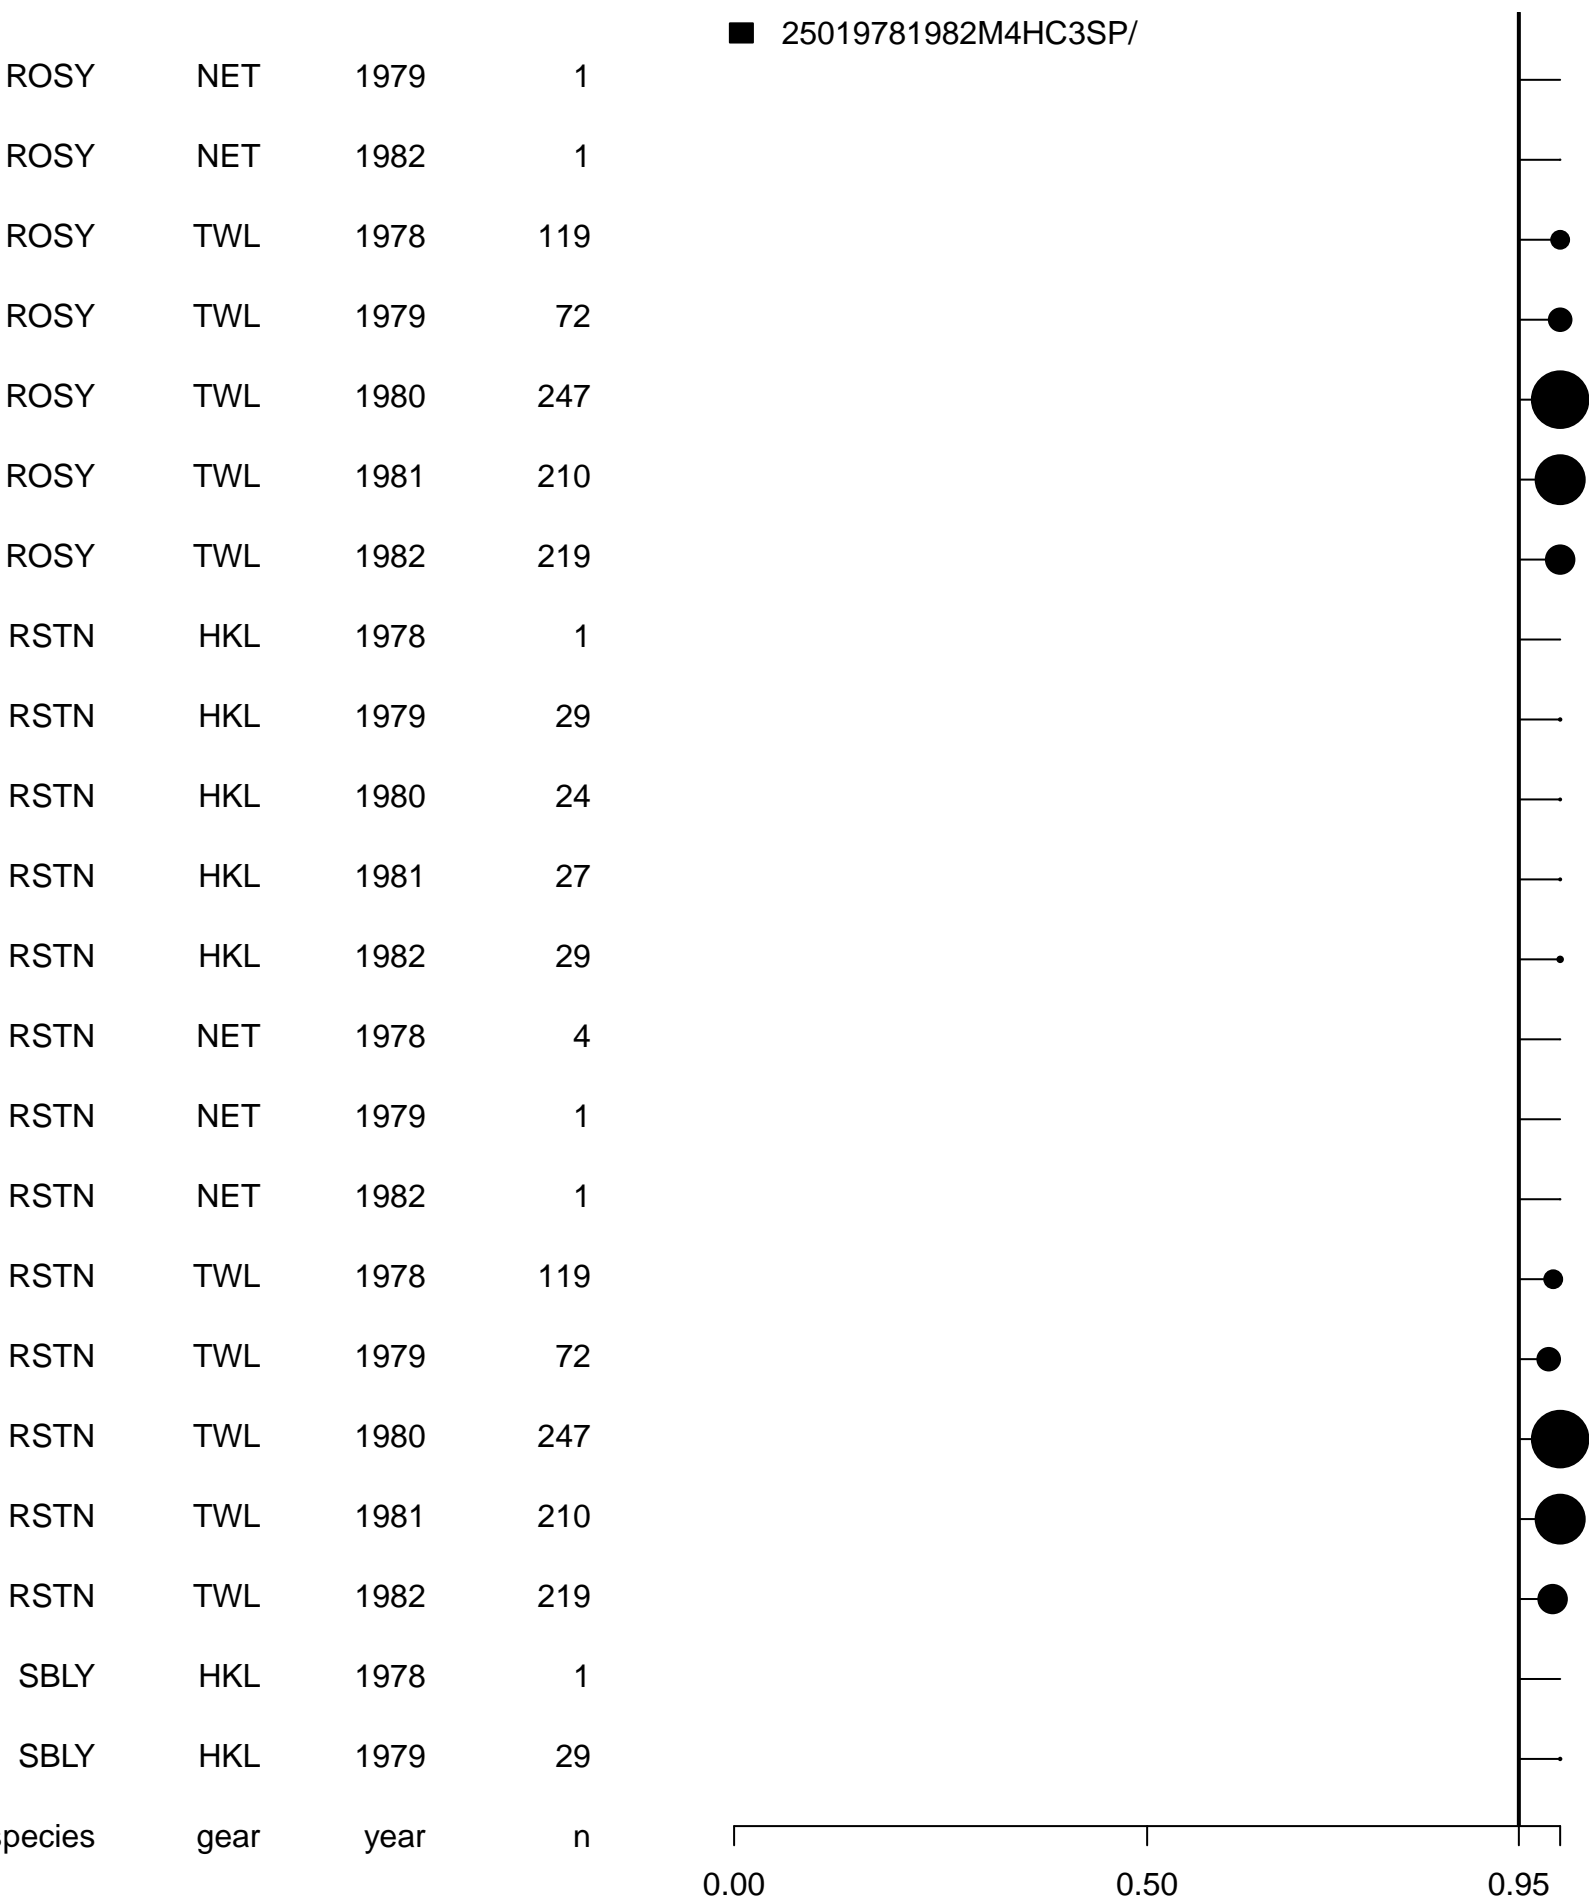 25019781982M4HC3SP/
ROSY NET 1979 1
ROSY NET 1982 1
ROSY TWL 1978 119
ROSY TWL 1979 72
ROSY TWL 1980 247
ROSY TWL 1981 210
ROSY TWL 1982 219
RSTN HKL 1978 1
RSTN HKL 1979 29
RSTN HKL 1980 24
RSTN HKL 1981 27
RSTN HKL 1982 29
RSTN NET 1978 4
RSTN NET 1979 1
RSTN NET 1982 1
RSTN TWL 1978 119
RSTN TWL 1979 72
RSTN TWL 1980 247
RSTN TWL 1981 210
RSTN TWL 1982 219
SBLY HKL 1978 1
SBLY HKL 1979 29
species gear year n
0.00 0.50 0.95